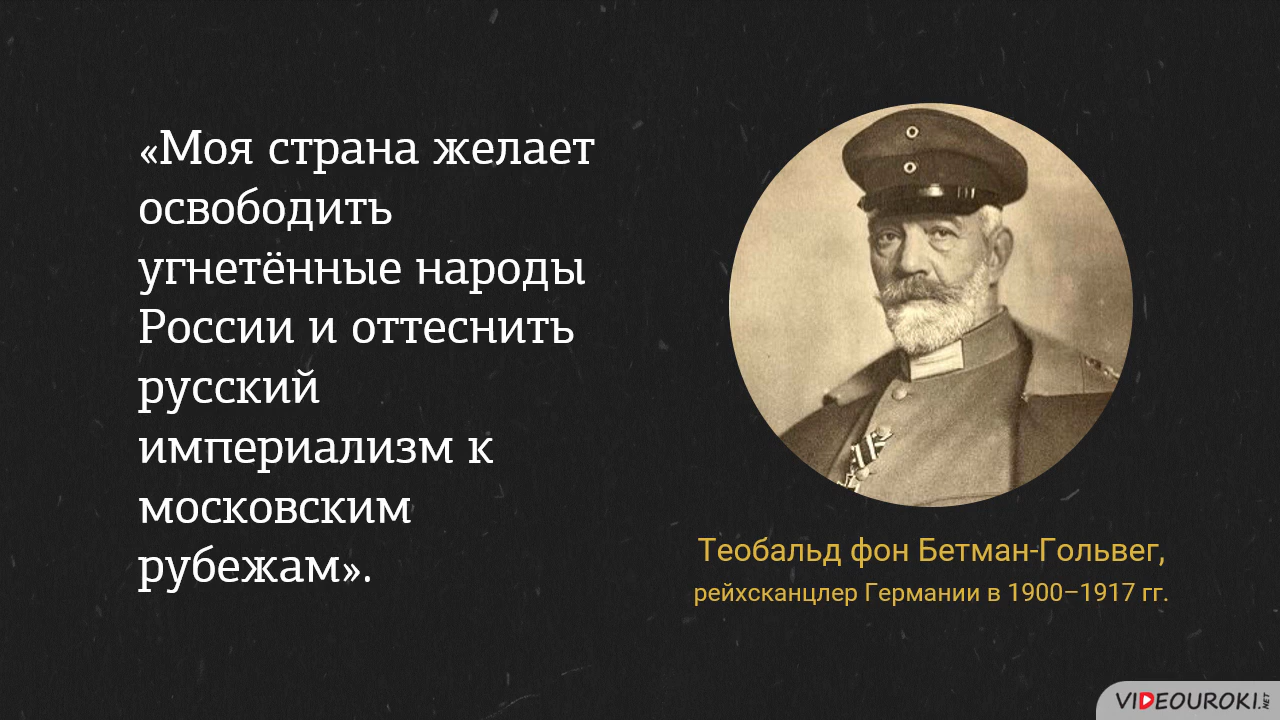 «Моя страна желает
освободить
угнетённые народы
России и оттеснить
русский
империализм к
московским
рубежам».
Теобальд фон Бетман-Гольвег,
рейхсканцлер Германии в 1900–1917 гг.
VIDEOUROKI.NET